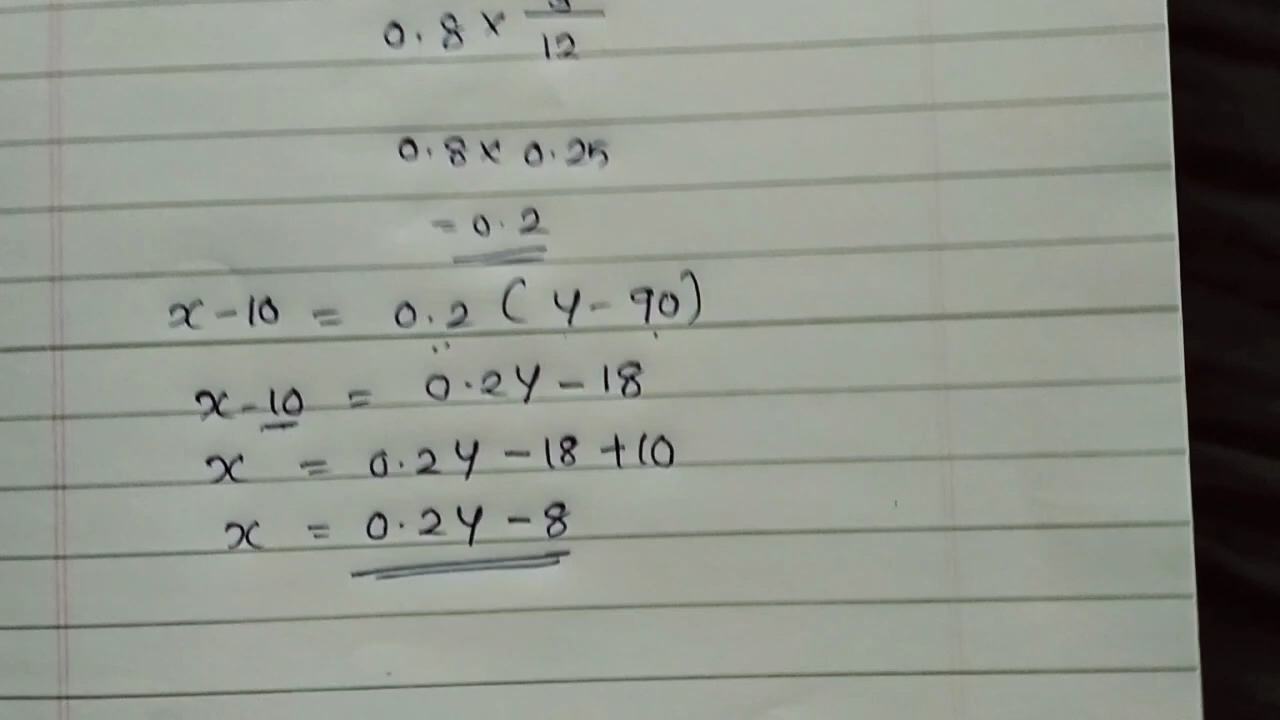 0.8 × 3/12
0.8 × 0.25
= 0.2
x - 10 = 0.2 (y - 90)
x - 10 = 0.2y - 18
x = 0.2y - 18 + 10
x = 0.2y - 8